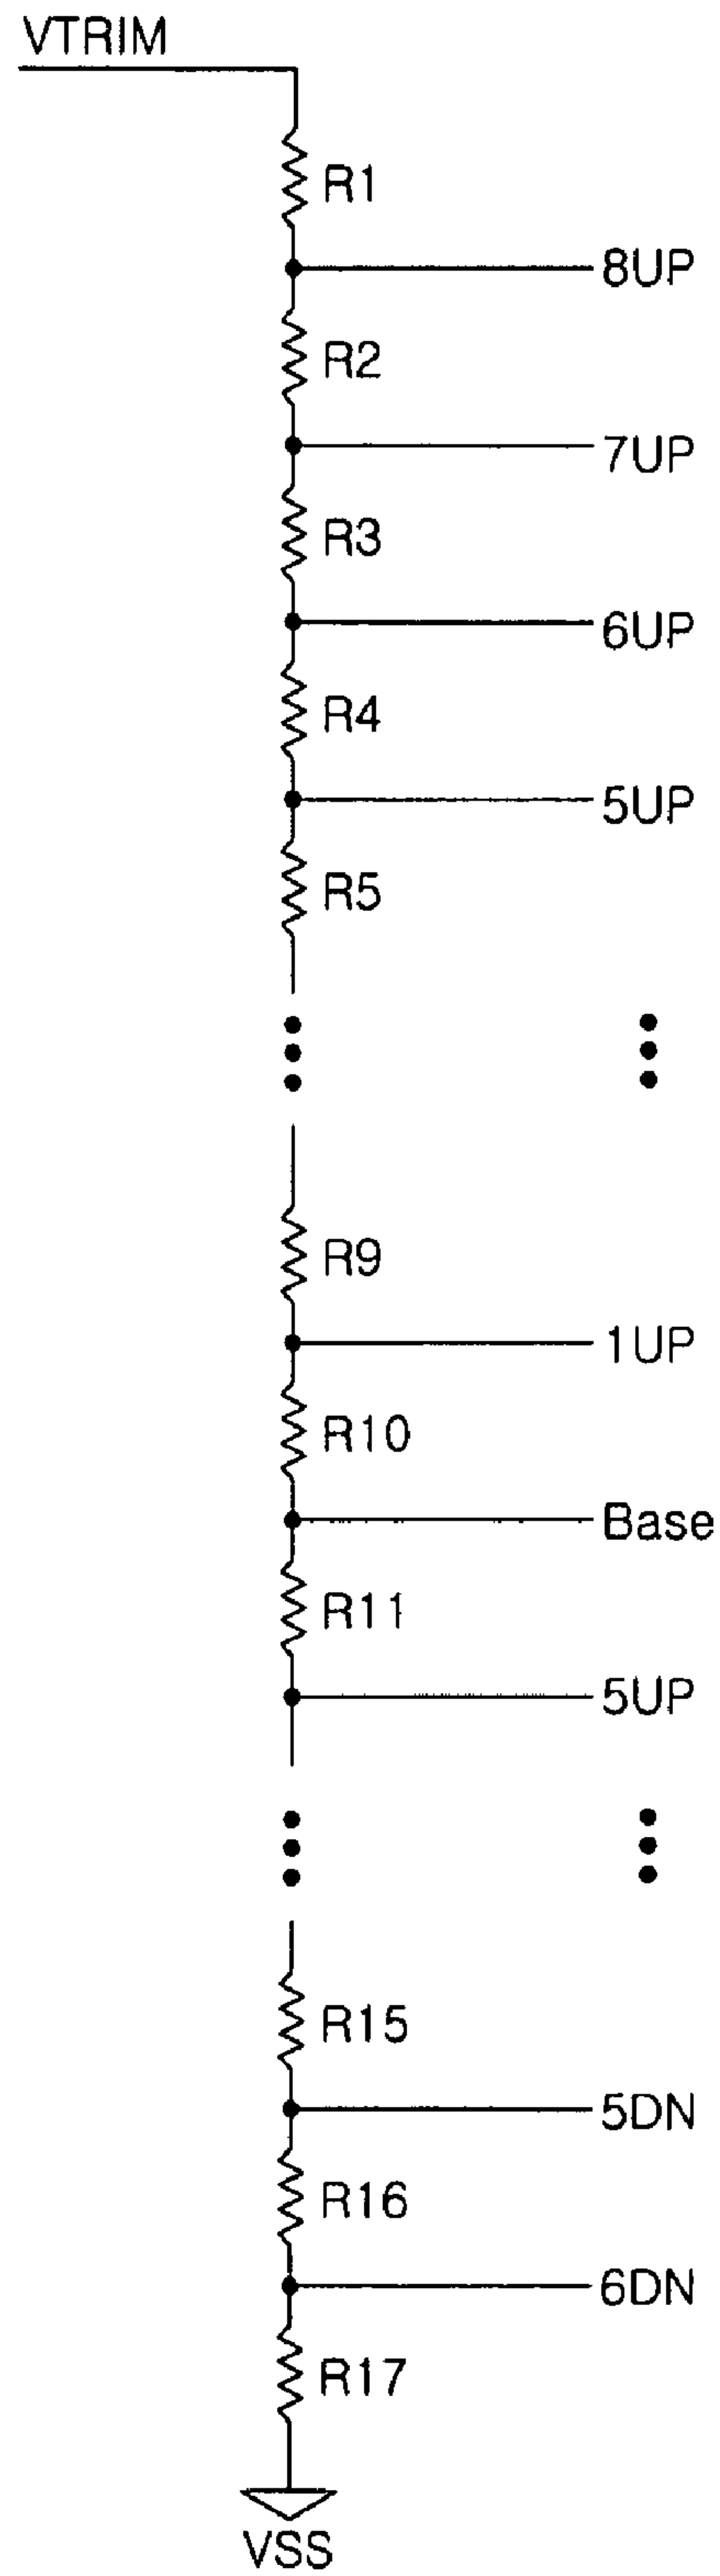 VTRIM
R1
8UP
R2
7UP
R3
6UP
R4
5UP
R5
R9
1UP
R10
Base
R11
5UP
R15
5DN
R16
6DN
R17
VSS